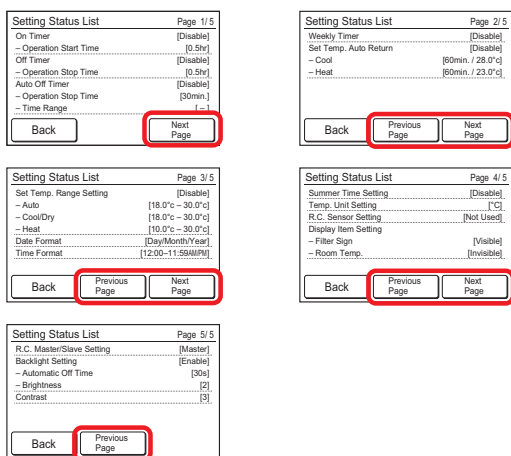 Setting Status List Page 1/ 5
On Timer [Disable]
– Operation Start Time [0.5hr]
Off Timer [Disable]
– Operation Stop Time [0.5hr]
Auto Off Timer [Disable]
– Operation Stop Time [30min.]
– Time Range [ – ]
Back
Next
Page
Setting Status List Page 2/ 5
Weekly Timer [Disable]
Set Temp. Auto Return [Disable]
– Cool [60min. / 28.0°c]
– Heat [60min. / 23.0°c]
Back
Previous
Page
Next
Page
Setting Status List Page 3/ 5
Set Temp. Range Setting [Disable]
– Auto [18.0°c – 30.0°c]
– Cool/Dry [18.0°c – 30.0°c]
– Heat [10.0°c – 30.0°c]
Date Format [Day/Month/Year]
Time Format [12:00–11:59AM/PM]
Back
Previous
Page
Next
Page
Setting Status List Page 4/ 5
Summer Time Setting [Disable]
Temp. Unit Setting [°C]
R.C. Sensor Setting [Not Used]
Display Item Setting
– Filter Sign [Visible]
– Room Temp. [Invisible]
Back
Previous
Page
Next
Page
Setting Status List Page 5/ 5
R.C. Master/Slave Setting [Master]
Backlight Setting [Enable]
– Automatic Off Time [30s]
– Brightness [2]
Contrast [3]
Back
Previous
Page